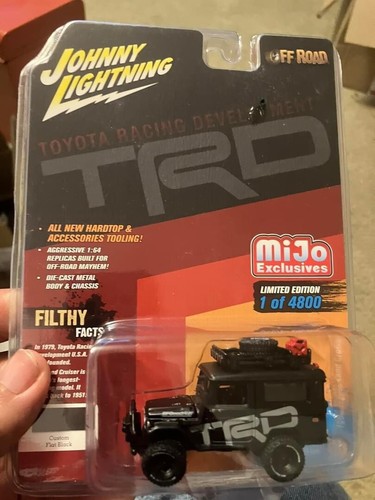 JOHNNY
LIGHTNING
OFF ROAD
TOYOTA RACING DEVELOPMENT
TRD
• ALL NEW HARDTOP &
ACCESSORIES TOOLING!
• AGGRESSIVE 1:64
REPLICAS BUILT FOR
OFF-ROAD MAYHEM!
• DIE-CAST METAL
BODY & CHASSIS
MiJo
Exclusives
LIMITED EDITION
1 of 4800
FILTHY
FACTS
In 1979, Toyota Racing
Development U.S.A.
founded.
Cruiser
longest-
model. It
back to 1951.
Custom
Flat Black
TRD